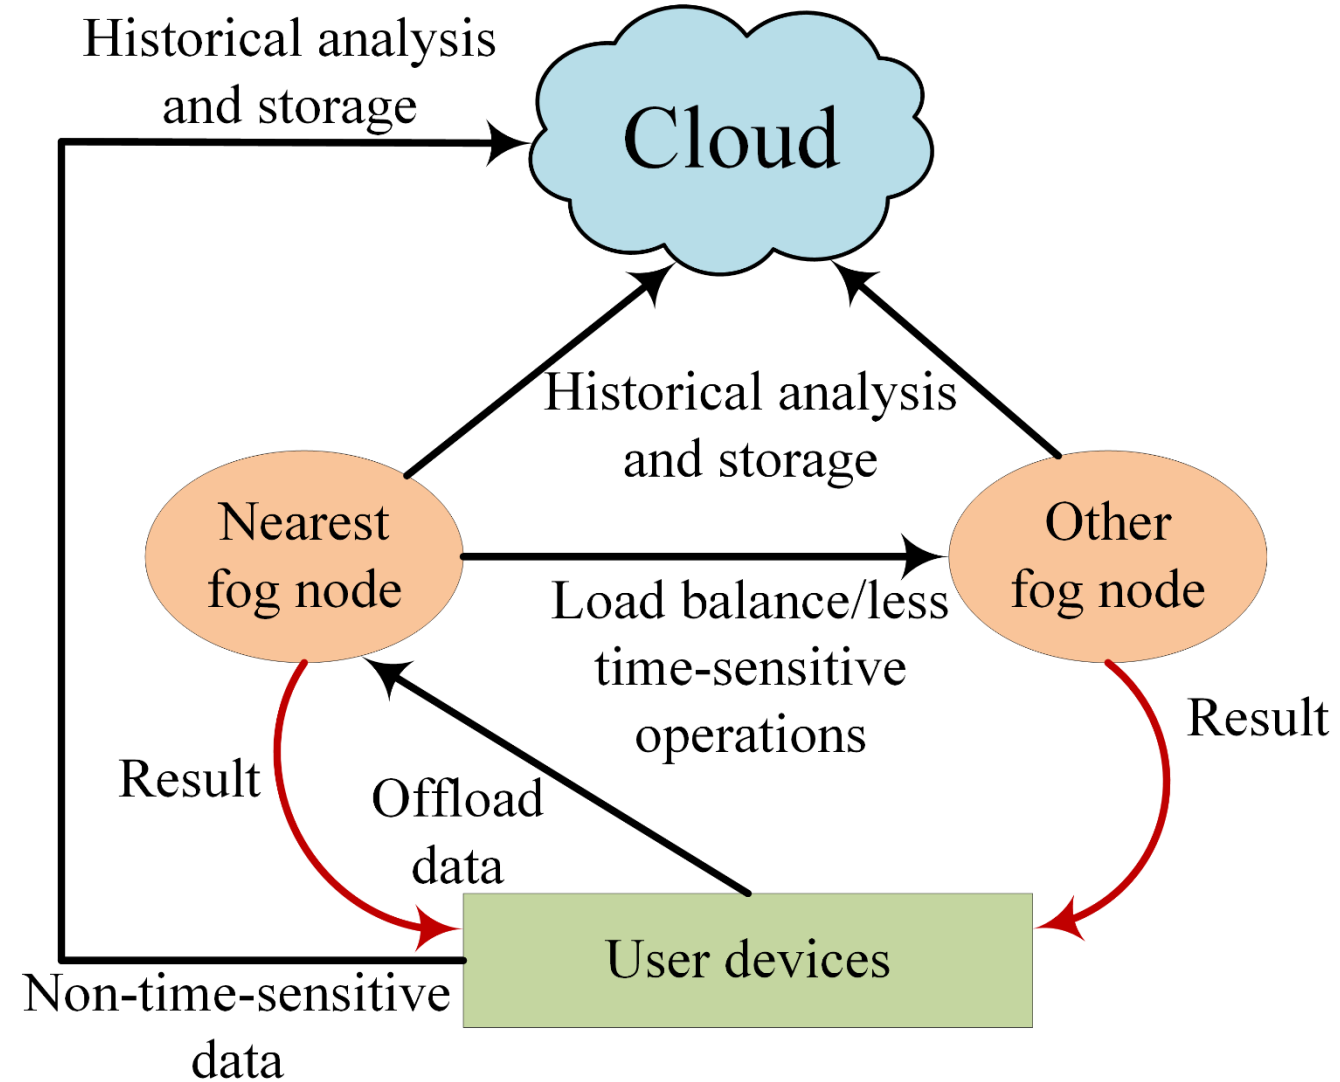 Historical analysis
and storage
Cloud
Historical analysis
and storage
Nearest
fog node
Other
fog node
Load balance/less
time-sensitive
operations
Result
Result
Offload
data
User devices
Non-time-sensitive
data